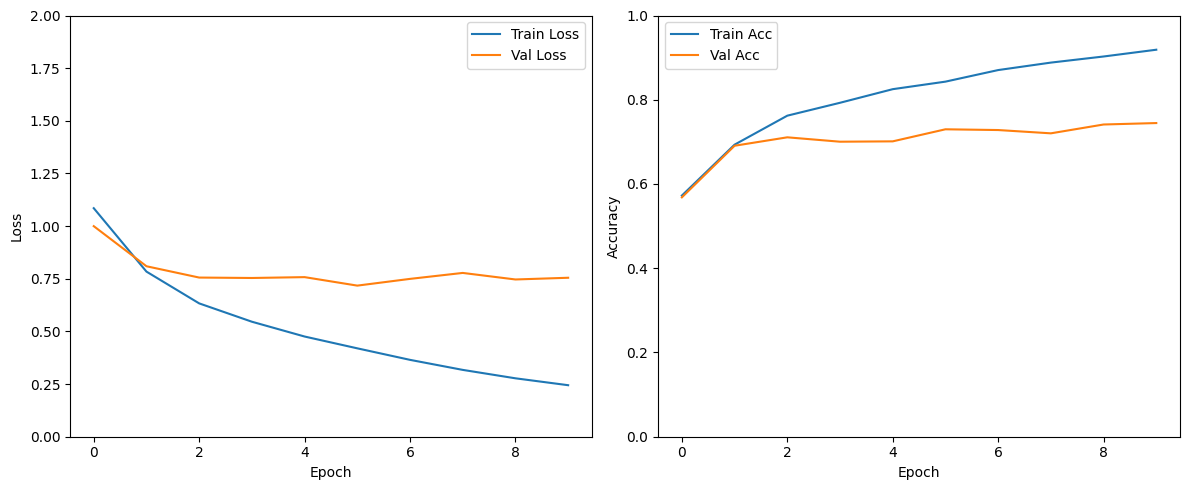 2.00
1.75
1.50
1.25
1.00
0.75
0.50
0.25
0.00
Loss
0 2 4 6 8
Epoch
Train Loss
Val Loss
1.0
0.8
0.6
0.4
0.2
0.0
Accuracy
0 2 4 6 8
Epoch
Train Acc
Val Acc